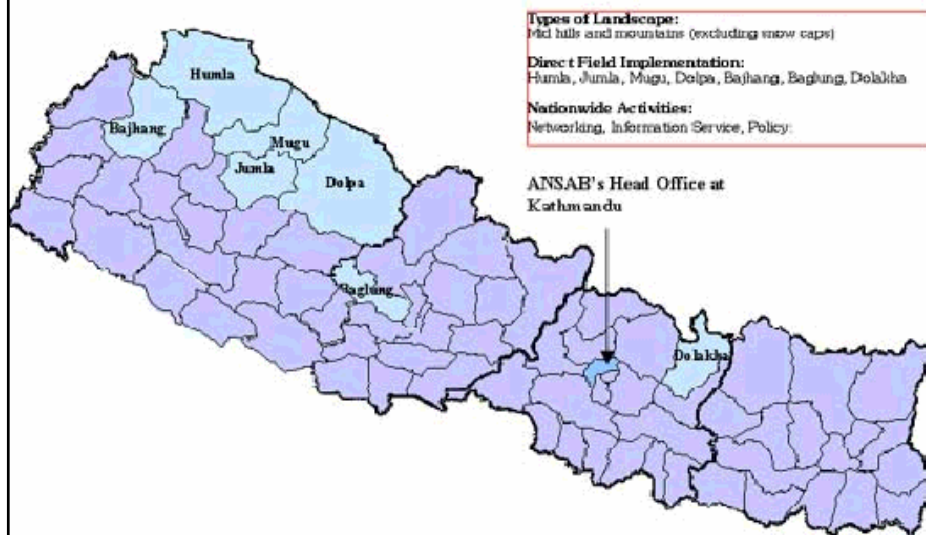 Types of Landscape:
Mid hills and mountains (excluding snow caps)
Direct Field Implementation:
Humla, Jumla, Mugu, Dolpa, Bajhang, Baglung, Dolakha
Nationwide Activities:
Networking, Information Service, Policy.
ANSAB's Head Office at
Kathmandu
Humla
Bajhang
Mugu
Jumla
Dolpa
Baglung
Dolakha